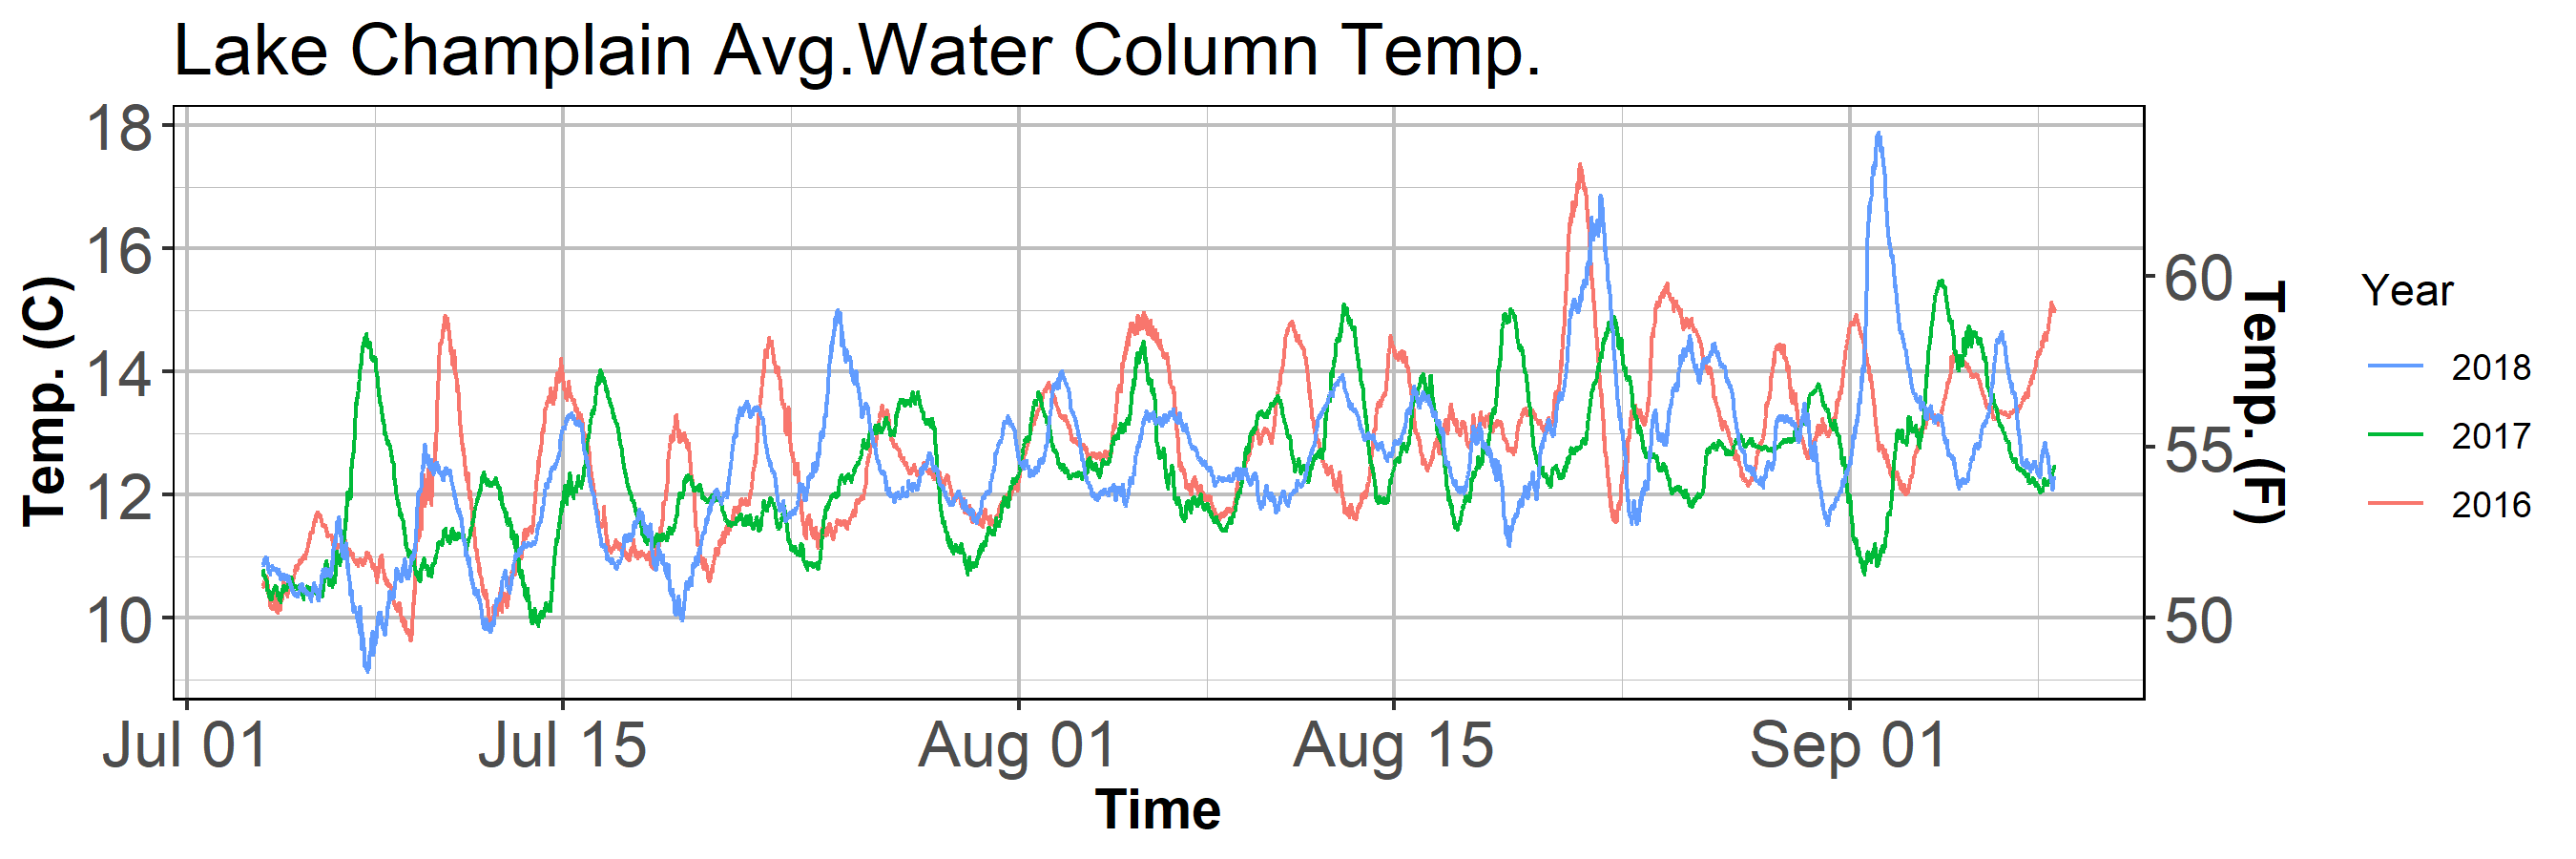 Lake Champlain Avg.Water Column Temp.
Temp. (C)
18
16
14
12
10
60
55
50
Temp. (F)
Jul 01
Jul 15
Aug 01
Aug 15
Sep 01
Time
Year
2018
2017
2016